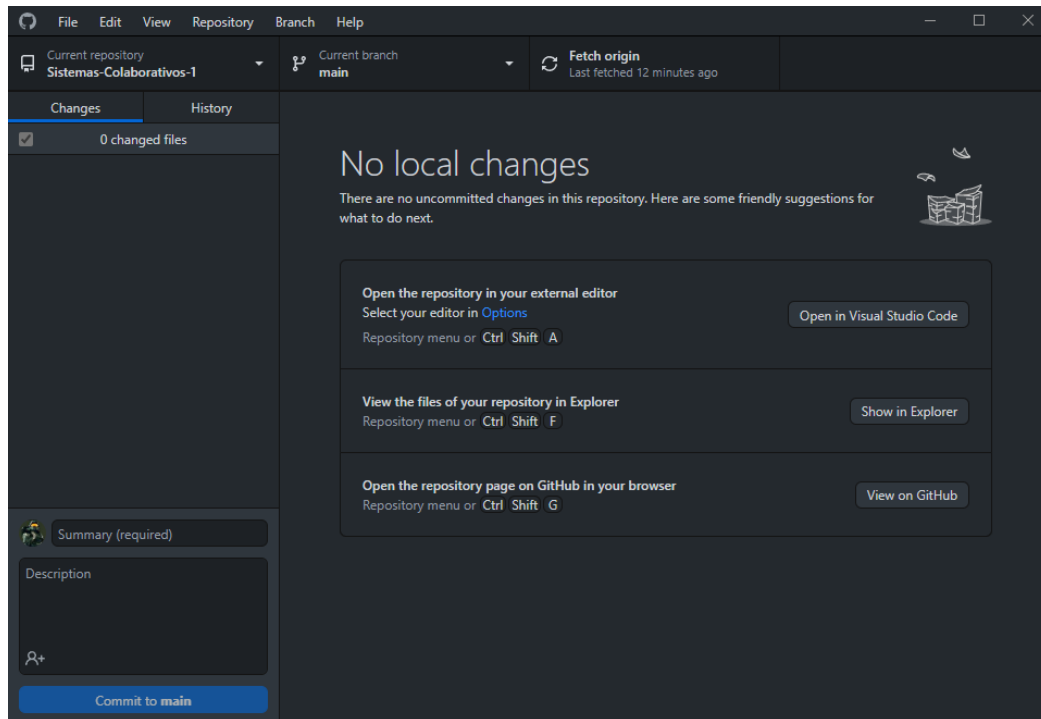 File Edit View Repository Branch Help
Current repository
Sistemas-Colaborativos-1
Current branch
main
Fetch origin
Last fetched 12 minutes ago
Changes History
0 changed files
No local changes
There are no uncommitted changes in this repository. Here are some friendly suggestions for
what to do next.
Open the repository in your external editor
Select your editor in Options
Repository menu or Ctrl Shift A
Open in Visual Studio Code
View the files of your repository in Explorer
Repository menu or Ctrl Shift F
Show in Explorer
Open the repository page on GitHub in your browser
Repository menu or Ctrl Shift G
View on GitHub
Summary (required)
Description
Commit to main